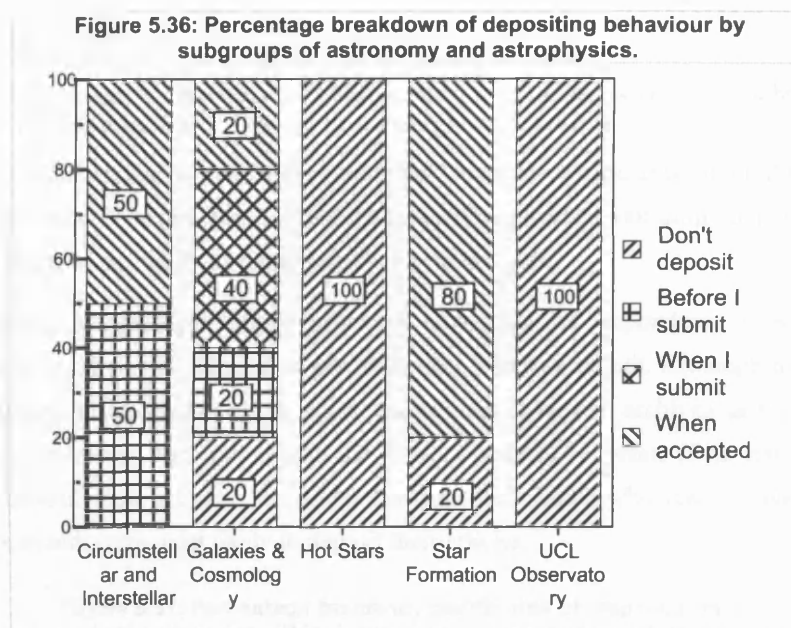 Figure 5.36: Percentage breakdown of depositing behaviour by
subgroups of astronomy and astrophysics.
100
80
60
40
20
0
50
50
20
40
20
20
100
80
20
100
Don't
deposit
Before I
submit
When I
submit
When
accepted
Circumstell
ar and
Interstellar
Galaxies &
Cosmolog
y
Hot Stars
Star
Formation
UCL
Observato
ry